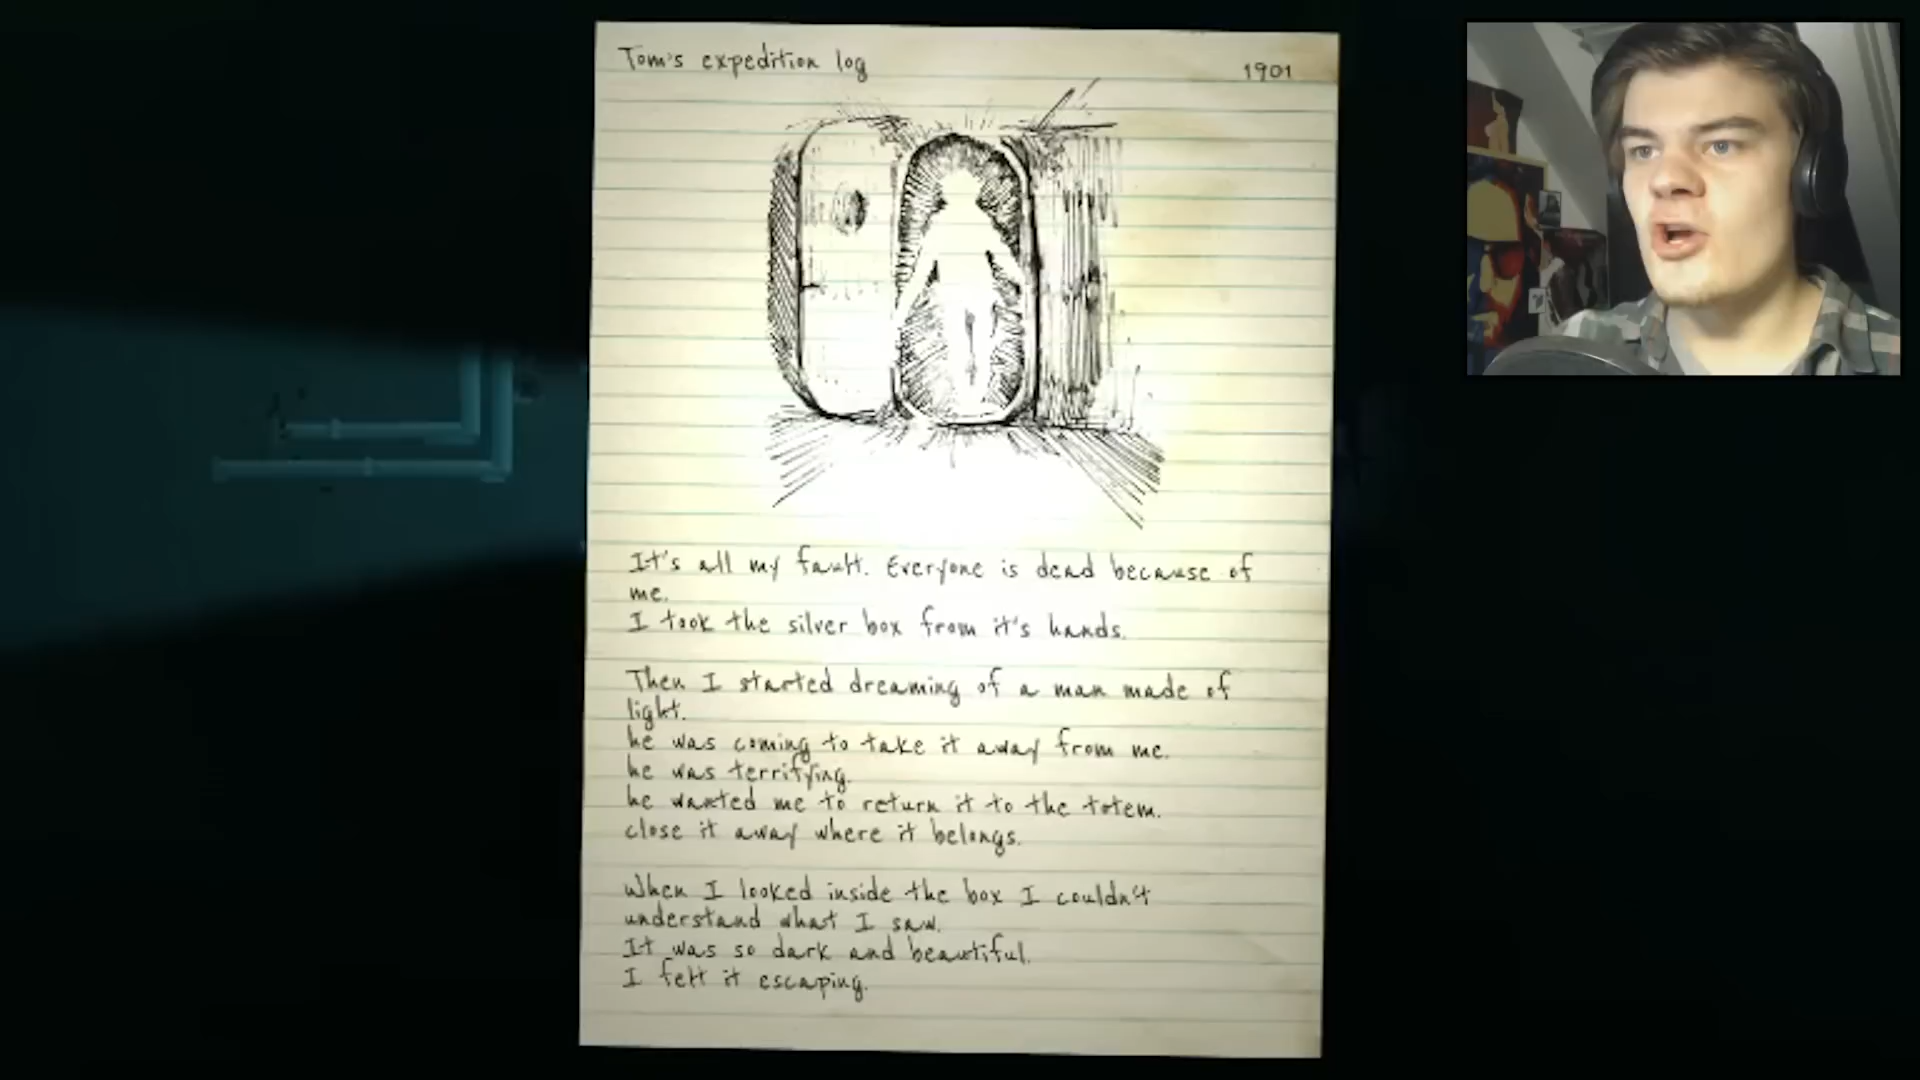 Tom's expedition log
1901
It's all my fault. Everyone is dead because of
me.
I took the silver box from it's hands.
Then I started dreaming of a man made of
light.
he was coming to take it away from me.
he was terrifying.
he wanted me to return it to the totem.
close it away where it belongs.
When I looked inside the box I couldn't
understand what I saw.
It was so dark and beautiful.
I felt it escaping.